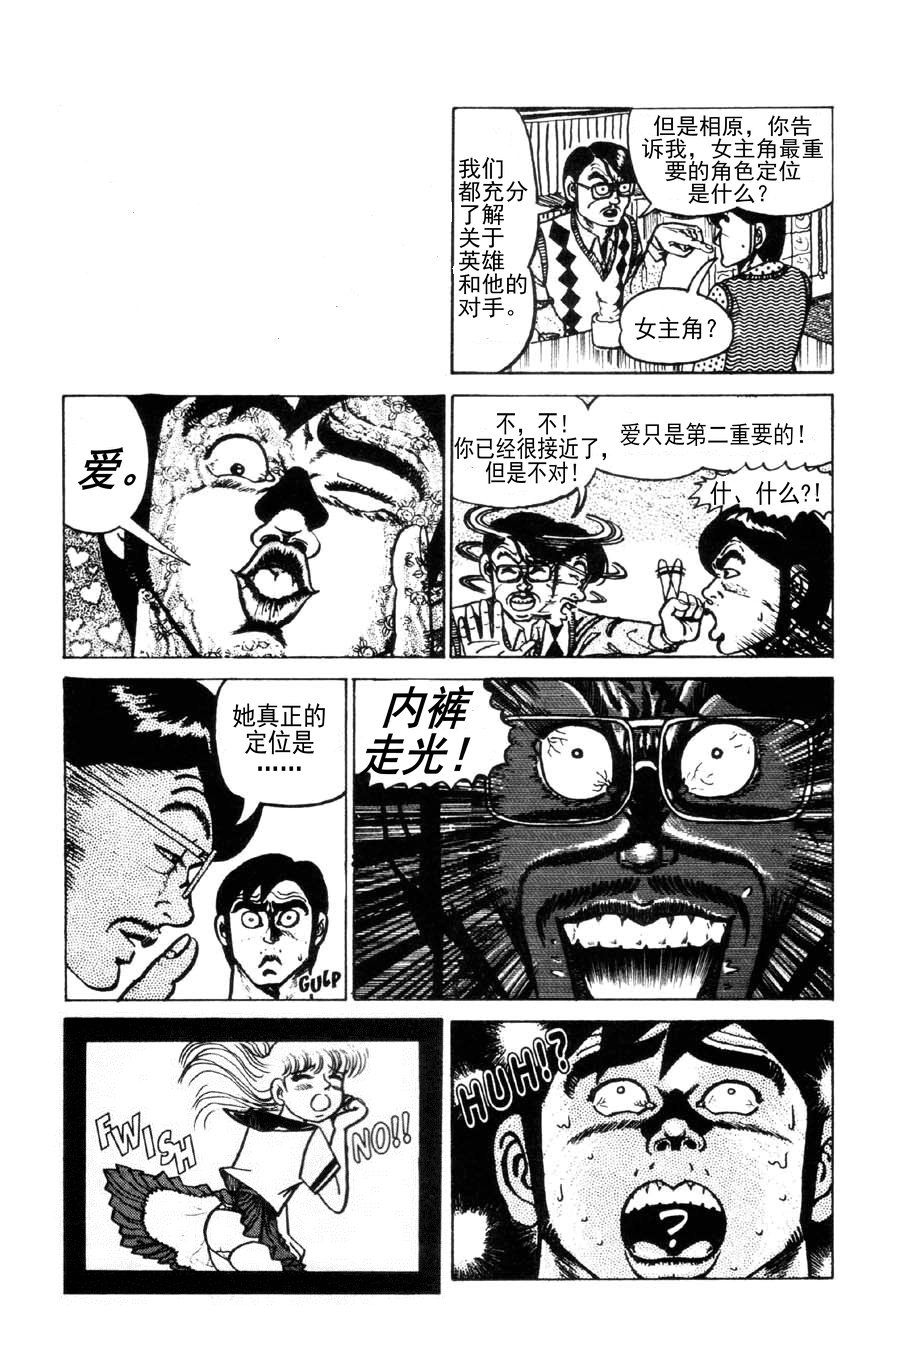 但是相原，你告
诉我，女主角最重
要的角色定位
是什么？
我们
都充分
了解
关于
英雄
和他的
对手。
女主角？
爱只是第二重要的！
什、什么？！
不，不！
你已经很接近了，
但是不对！
爱。
内裤
走光！
她真正的
定位是
……
GULP
HUH!?
?
FWISH
NO!!